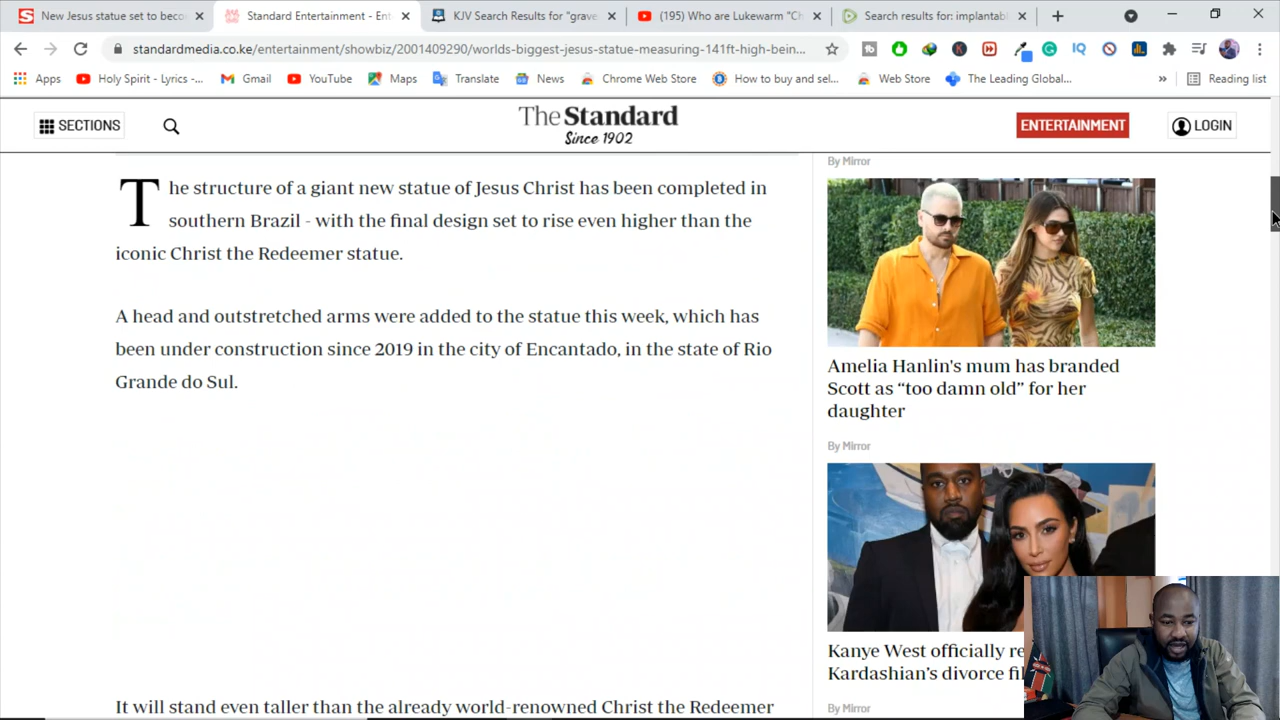 New Jesus statue set to beco
Standard Entertainment - Ent
KJV Search Results for "grave
(195) Who are Lukewarm "Ch
Search results for: implantab
standardmedia.co.ke/entertainment/showbiz/2001409290/worlds-biggest-jesus-statue-measuring-141ft-high-bein...
Apps
Holy Spirit - Lyrics -...
Gmail
YouTube
Maps
Translate
News
Chrome Web Store
How to buy and sel...
Web Store
The Leading Global...
»
Reading list
SECTIONS
The Standard
Since 1902
ENTERTAINMENT
LOGIN
The structure of a giant new statue of Jesus Christ has been completed in
southern Brazil - with the final design set to rise even higher than the
iconic Christ the Redeemer statue.
A head and outstretched arms were added to the statue this week, which has
been under construction since 2019 in the city of Encantado, in the state of Rio
Grande do Sul.
It will stand even taller than the already world-renowned Christ the Redeemer
By Mirror
Amelia Hanlin's mum has branded
Scott as “too damn old” for her
daughter
By Mirror
Kanye West officially re
Kardashian’s divorce fil
By Mirror